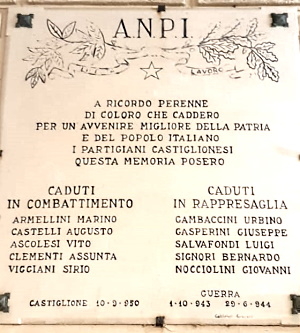 A.N.P.I.
LAVORO
A RICORDO PERENNE
DI COLORO CHE CADDERO
PER UN AVVENIRE MIGLIORE DELLA PATRIA
E DEL POPOLO ITALIANO
I PARTIGIANI CASTIGLIONESI
QUESTA MEMORIA POSERO
CADUTI
IN COMBATTIMENTO
ARMELLINI MARINO
CASTELLI AUGUSTO
ASCOLESI VITO
CLEMENTI ASSUNTA
VIGGIANI SIRIO
CADUTI
IN RAPPRESAGLIA
GAMBACCINI URBINO
GASPERINI GIUSEPPE
SALVAFONDI LUIGI
SIGNORI BERNARDO
NOCCIOLINI GIOVANNI
GUERRA
CASTIGLIONE 10-9-950 1-10-943 29-6-944